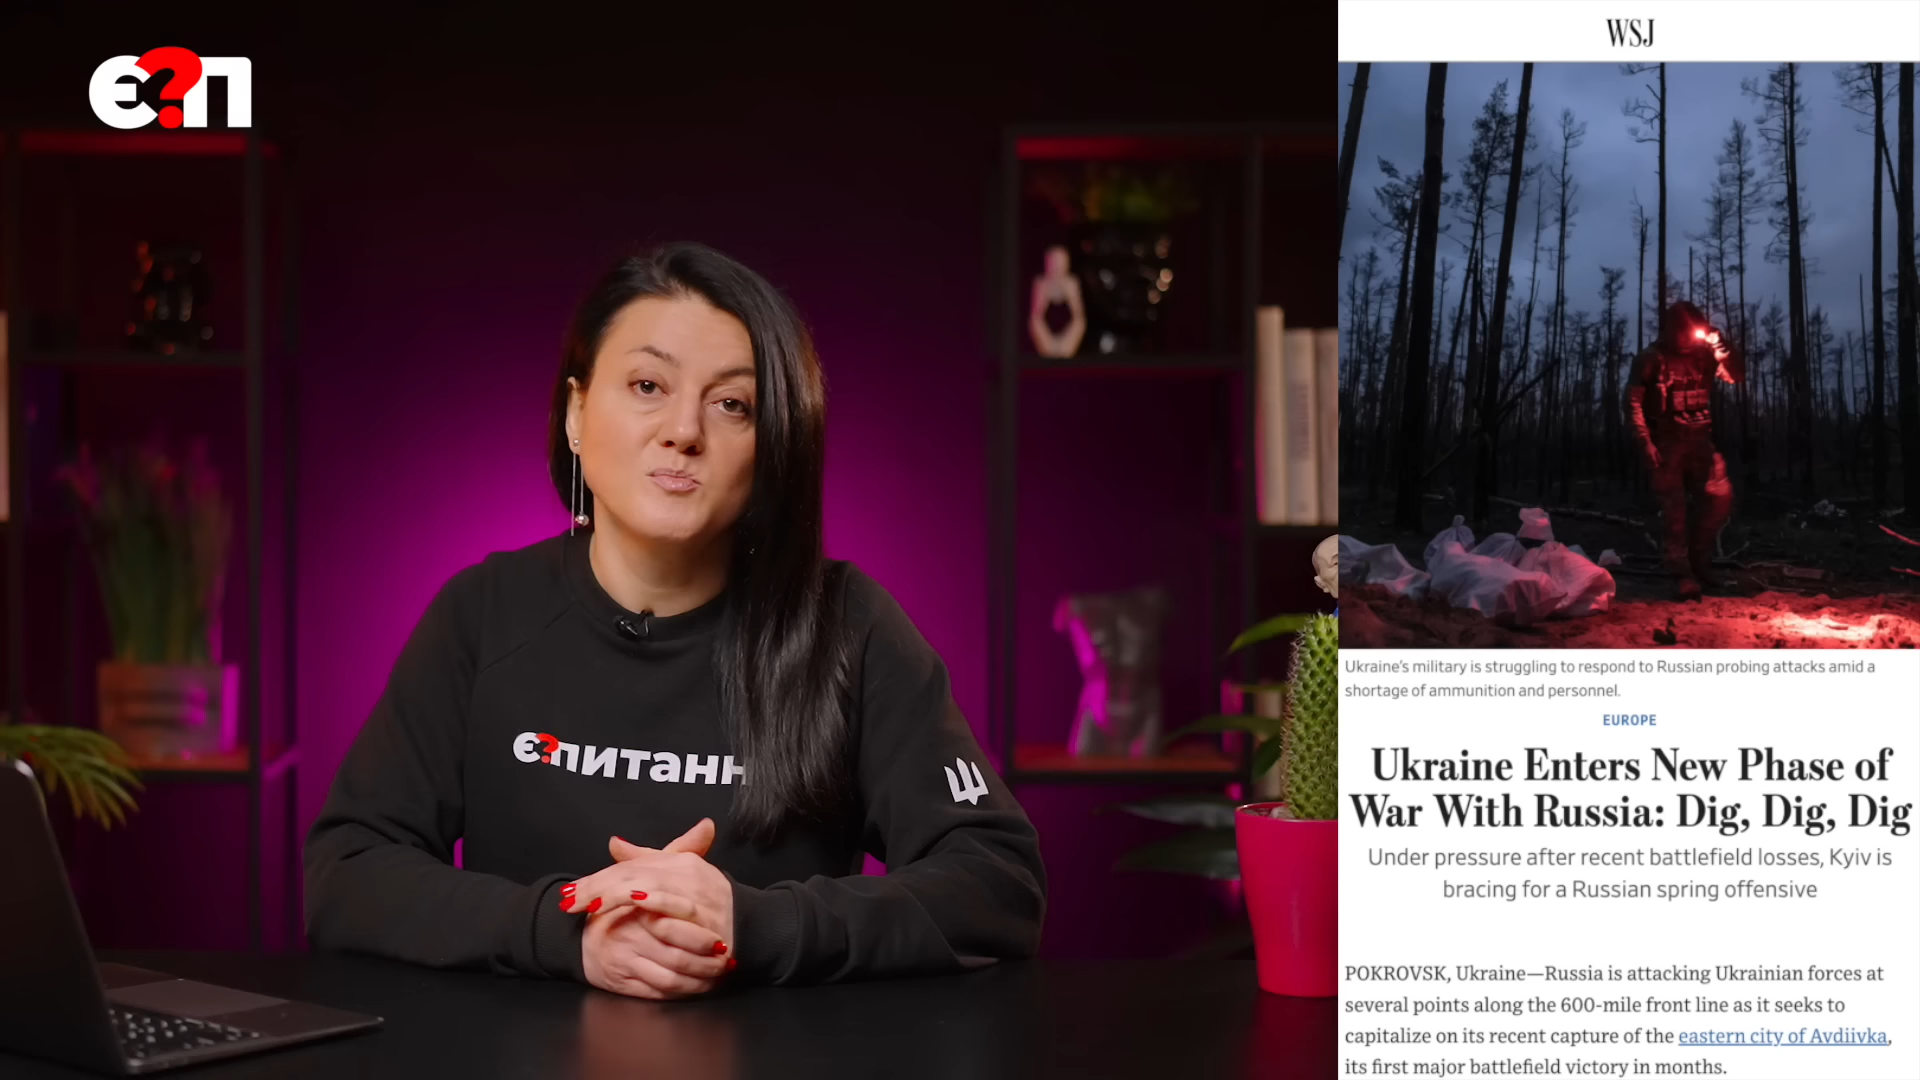 є?п
є?питанн
WSJ
Ukraine's military is struggling to respond to Russian probing attacks amid a
shortage of ammunition and personnel.
EUROPE
Ukraine Enters New Phase of
War With Russia: Dig, Dig, Dig
Under pressure after recent battlefield losses, Kyiv is
bracing for a Russian spring offensive
POKROVSK, Ukraine—Russia is attacking Ukrainian forces at
several points along the 600-mile front line as it seeks to
capitalize on its recent capture of the eastern city of Avdiivka,
its first major battlefield victory in months.